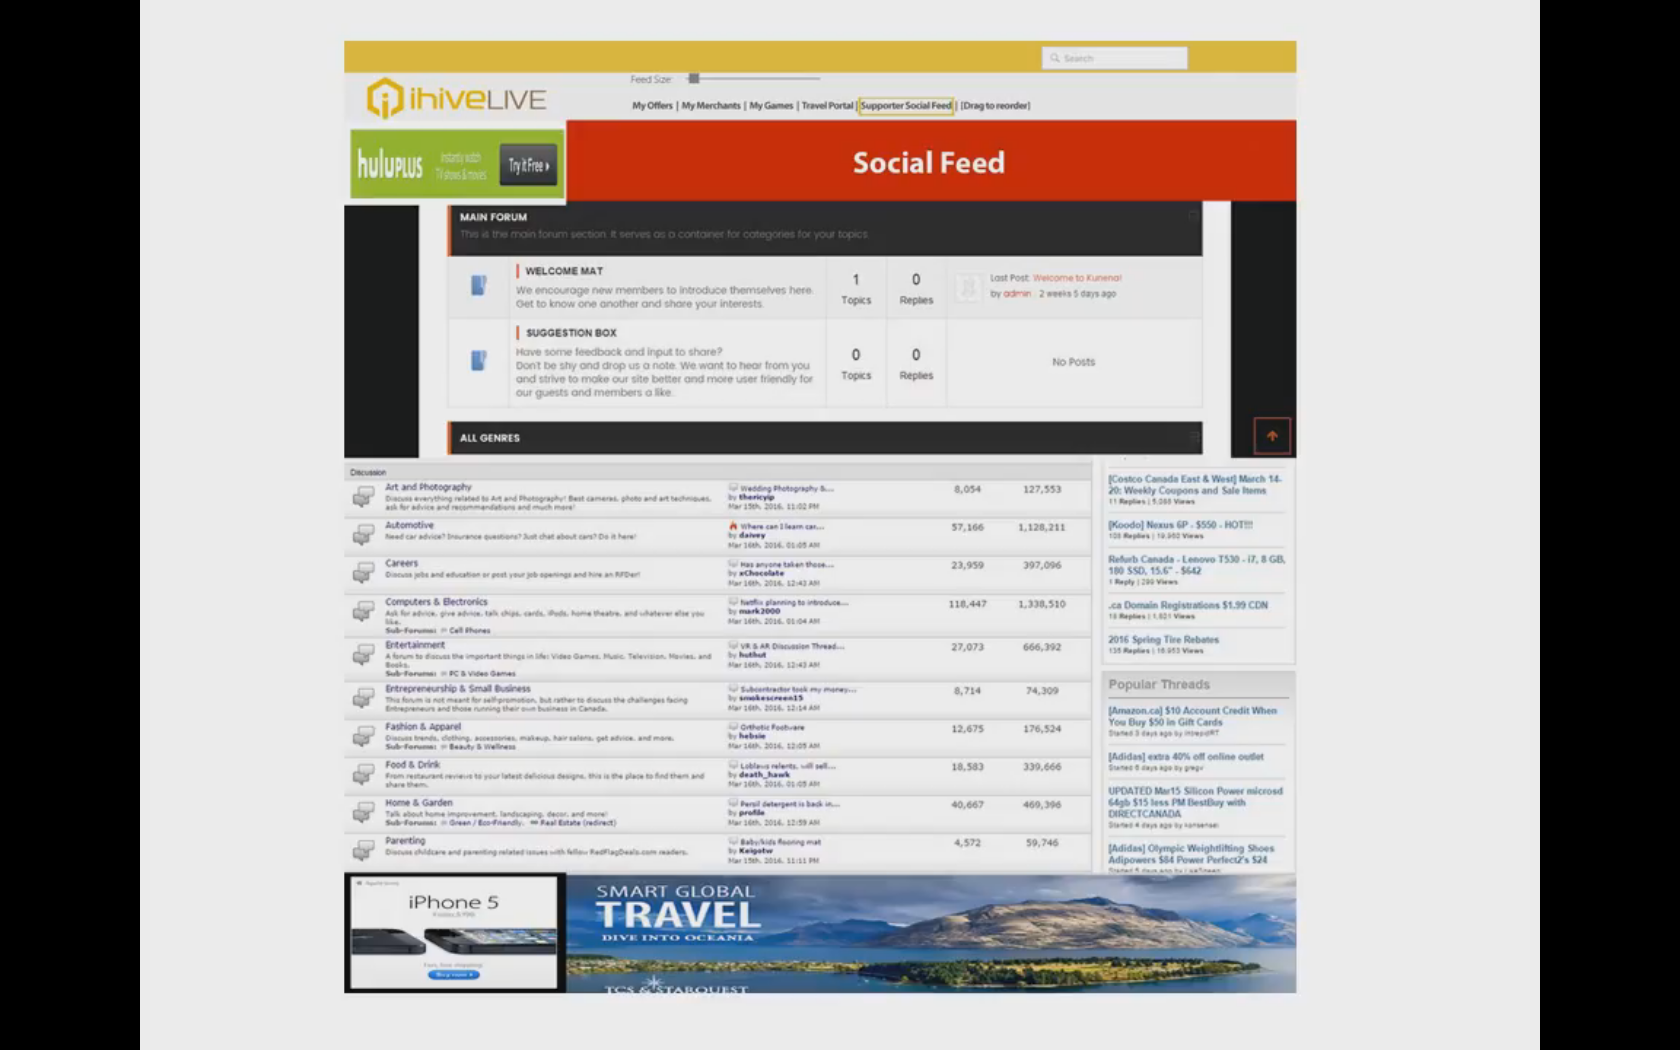 Search
Feed Size:
ihiveLIVE
My Offers | My Merchants | My Games | Travel Portal | Supporter Social Feed | [Drag to reorder]
huluPLUS
instantly watch
TV shows & movies
Try it Free ›
Social Feed
MAIN FORUM
This is the main forum section. It serves as a container for categories for your topics.
WELCOME MAT
We encourage new members to introduce themselves here.
Get to know one another and share your interests.
1
Topics
0
Replies
Last Post: Welcome to Kunena!
by admin 2 weeks 5 days ago
SUGGESTION BOX
Have some feedback and input to share?
Don't be shy and drop us a note. We want to hear from you
and strive to make our site better and more user friendly for
our guests and members a like.
0
Topics
0
Replies
No Posts
ALL GENRES
Discussion
Art and Photography
Discuss everything related to Art and Photography! Best cameras, photo and art techniques,
ask for advice and recommendations and much more!
Wedding Photography &...
by thericyip
Mar 15th, 2016, 11:02 PM
8,054 127,553
Automotive
Need car advice? Insurance questions? Just chat about cars? Do it here!
Where can I learn car...
by daivey
Mar 16th, 2016, 01:05 AM
57,166 1,128,211
Careers
Discuss jobs and education or post your job openings and hire an RFDer!
Has anyone taken those...
by xChocolate
Mar 16th, 2016, 12:43 AM
23,959 397,096
Computers & Electronics
Ask for advice, give advice, talk chips, cards, iPods, home theatre, and whatever else you
like.
Sub-Forums: Cell Phones
Netflix planning to introduce...
by mark2000
Mar 16th, 2016, 01:04 AM
118,447 1,338,510
Entertainment
A forum to discuss the important things in life: Video Games, Music, Television, Movies, and
Books.
Sub-Forums: PC & Video Games
VR & AR Discussion Thread...
by huthut
Mar 16th, 2016, 12:43 AM
27,073 666,392
Entrepreneurship & Small Business
This forum is not meant for self-promotion, but rather to discuss the challenges facing
Entrepreneurs and those running their own business in Canada.
Subcontractor took my money...
by smokescreen15
Mar 16th, 2016, 12:14 AM
8,714 74,309
Fashion & Apparel
Discuss trends, clothing, accessories, makeup, hair salons, get advice, and more.
Sub-Forums: Beauty & Wellness
Orthotic Footware
by hebsie
Mar 16th, 2016, 12:05 AM
12,675 176,524
Food & Drink
From restaurant reviews to your latest delicious designs, this is the place to find them and
share them.
Loblaws relents, will sell...
by death_hawk
Mar 16th, 2016, 01:05 AM
18,583 339,666
Home & Garden
Talk about home improvement, landscaping, decor, and more!
Sub-Forums: Green / Eco-Friendly, Real Estate (redirect)
Persil detergent is back in...
by profile
Mar 16th, 2016, 12:59 AM
40,667 469,396
Parenting
Discuss childcare and parenting related issues with fellow RedFlagDeals.com readers.
Baby/kids flooring mat
by Kaigotw
Mar 15th, 2016, 11:11 PM
4,572 59,746
[Costco Canada East & West] March 14-
20: Weekly Coupons and Sale Items
11 Replies | 5,088 Views
[Koodo] Nexus 6P - $550 - HOT!!!
Views
Refurb Canada - Lenovo T530 - i7, 8 GB,
180 SSD, 15.6" - $642
1 Reply | 299 Views
.ca Domain Registrations $1.99 CDN
18 Replies | 1,821 Views
2016 Spring Tire Rebates
Views
Popular Threads
[Amazon.ca] $10 Account Credit When
You Buy $50 in Gift Cards
Started 3 days ago by intrepidRT
[Adidas] extra 40% off online outlet
Started 6 days ago by gregv
UPDATED Mar15 Silicon Power microsd
64gb $15 less PM BestBuy with
DIRECTCANADA
Started 4 days ago by nonsensei
[Adidas] Olympic Weightlifting Shoes
Adipowers $84 Power Perfect2's $24
iPhone 5
Fast, free shipping
Buy now ›
SMART GLOBAL
TRAVEL
DIVE INTO OCEANIA
TCS & STARQUEST